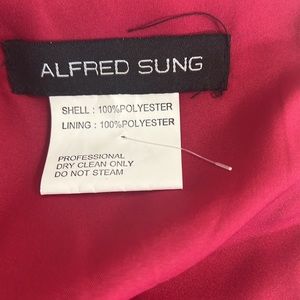 ALFRED SUNG
SHELL : 100%POLYESTER
LINING : 100%POLYESTER
PROFESSIONAL
DRY CLEAN ONLY
DO NOT STEAM